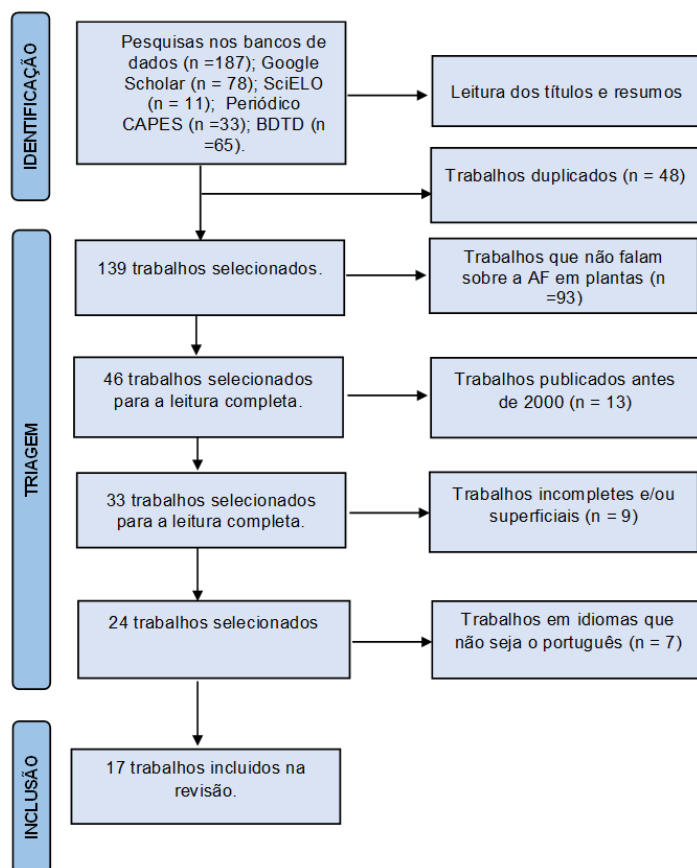 IDENTIFICAÇÃO
Pesquisas nos bancos de
dados (n =187); Google
Scholar (n = 78); SciELO
(n = 11); Periódico
CAPES (n =33); BDTD (n
=65).
Leitura dos títulos e resumos
Trabalhos duplicados (n = 48)
TRIAGEM
139 trabalhos selecionados.
Trabalhos que não falam
sobre a AF em plantas (n
=93)
46 trabalhos selecionados
para a leitura completa.
Trabalhos publicados antes
de 2000 (n = 13)
33 trabalhos selecionados
para a leitura completa.
Trabalhos incompletes e/ou
superficiais (n = 9)
24 trabalhos selecionados
Trabalhos em idiomas que
não seja o português (n = 7)
INCLUSÃO
17 trabalhos incluidos na
revisão.